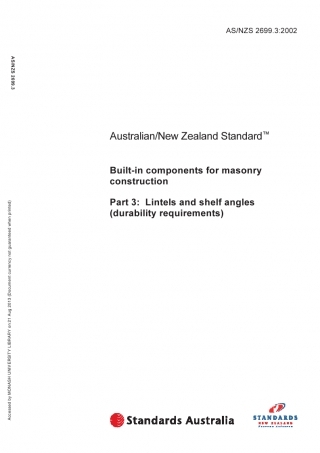 AS/NZS 2699.3:2002
AS/NZS 2699.3
Australian/New Zealand Standard™
Built-in components for masonry
construction
Part 3: Lintels and shelf angles
(durability requirements)
Accessed by MONASH UNIVERSITY LIBRARY on 21 Aug 2010 (Document currency not guaranteed when printed)
Standards Australia
STANDARDS
NEW ZEALAND